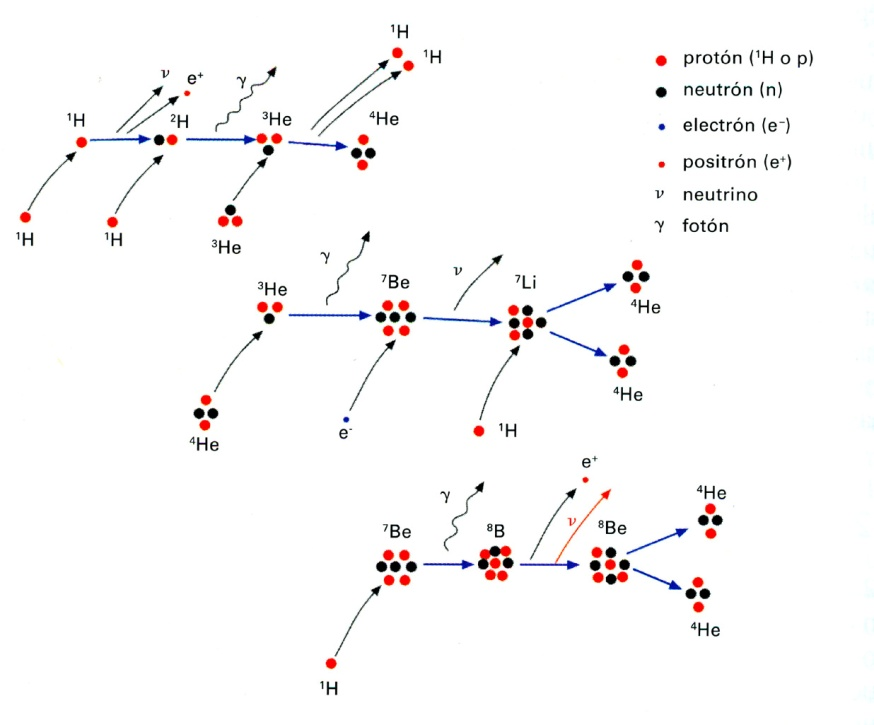 ¹H
¹H
ν
e⁺
γ
¹H
²H
³He
⁴He
¹H
¹H
³He
protón (¹H o p)
neutrón (n)
electrón (e⁻)
positrón (e⁺)
ν neutrino
γ fotón
γ
ν
³He
⁷Be
⁷Li
⁴He
⁴He
⁴He
e⁻
¹H
γ
e⁺
ν
⁷Be
⁸B
⁸Be
⁴He
⁴He
¹H